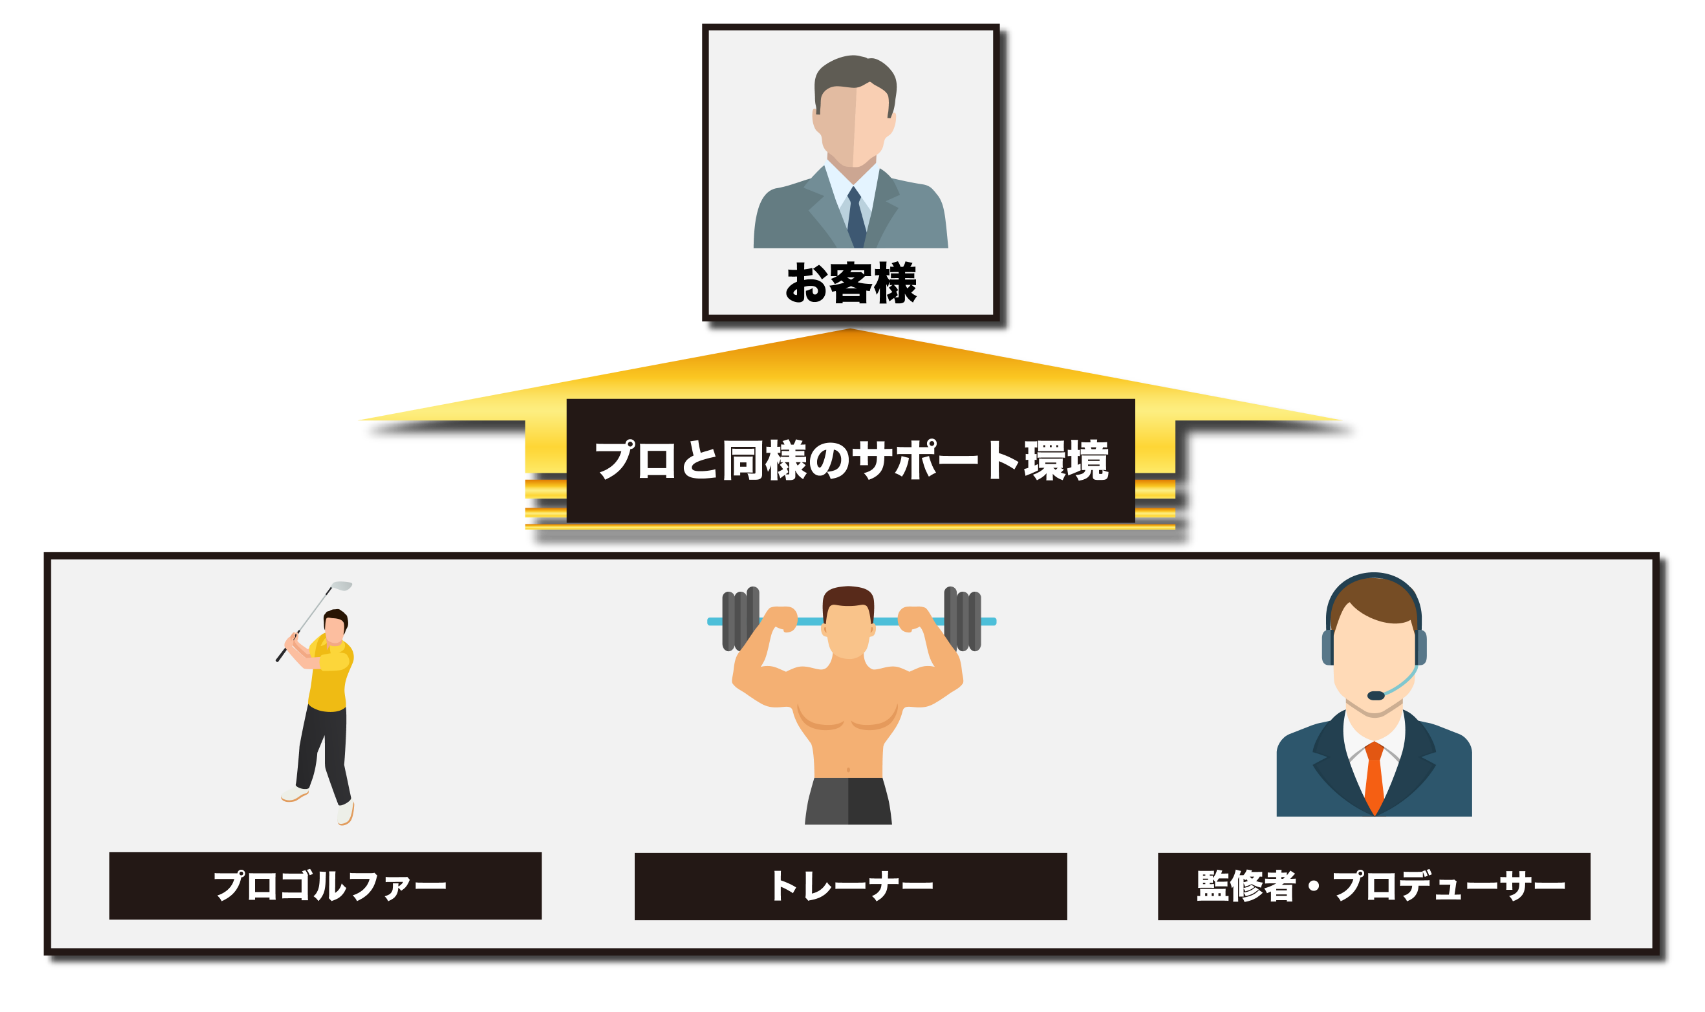 お客様
プロと同様のサポート環境
プロゴルファー
トレーナー
監修者・プロデューサー